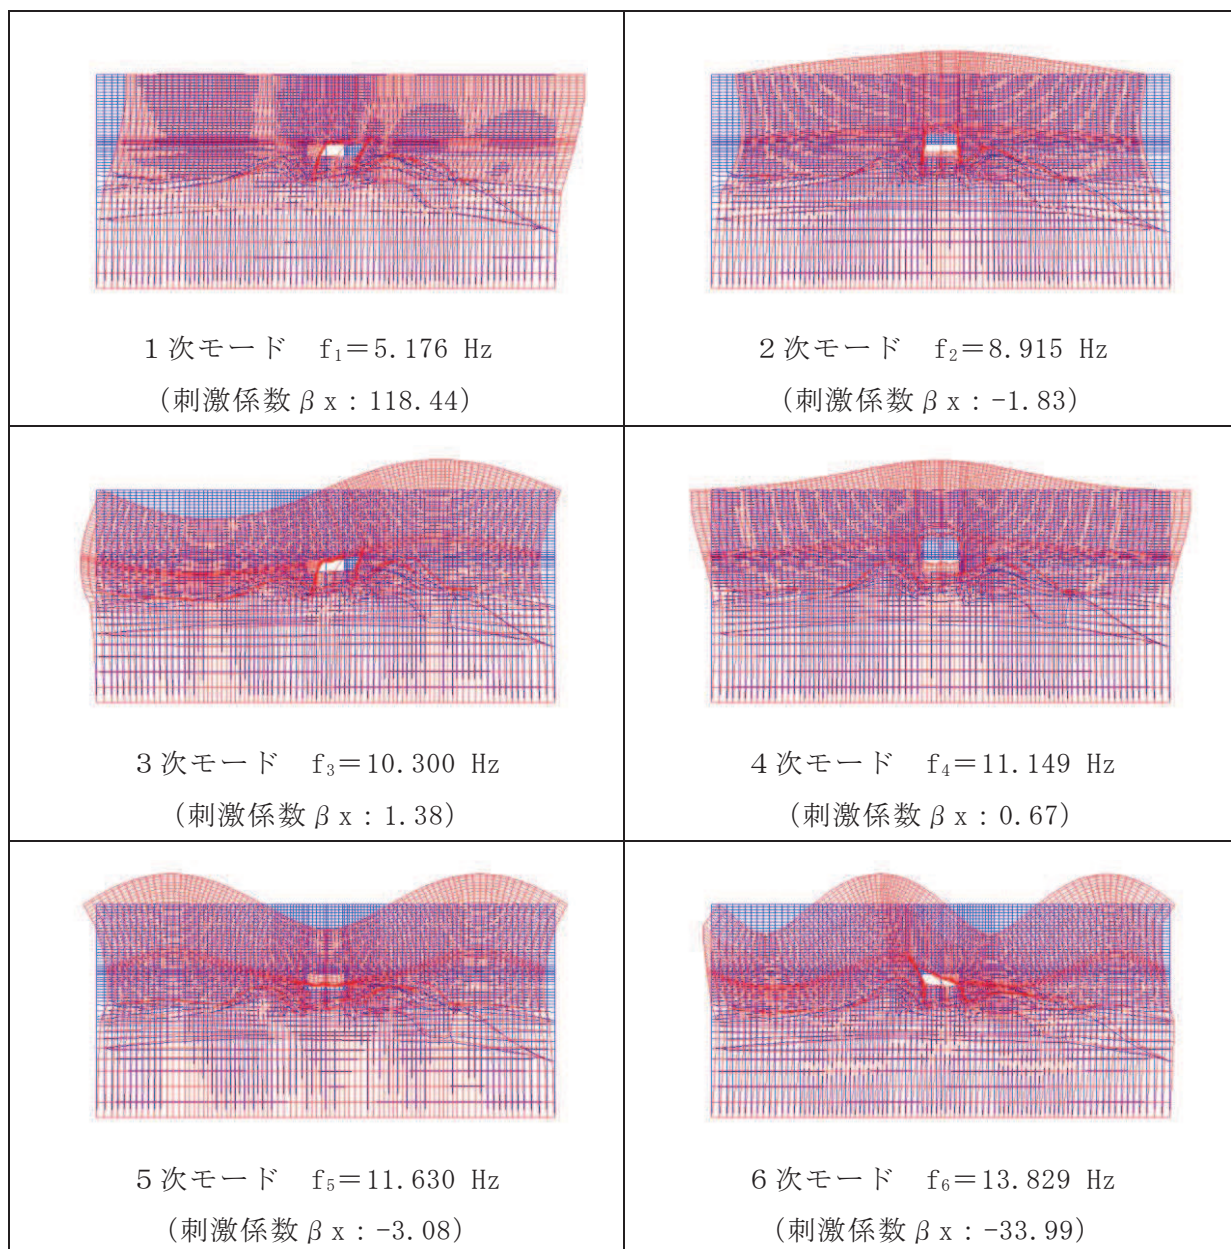 1次モード　f₁＝5.176 Hz
(刺激係数βx：118.44)
2次モード　f₂＝8.915 Hz
(刺激係数βx：-1.83)
3次モード　f₃＝10.300 Hz
(刺激係数βx：1.38)
4次モード　f₄＝11.149 Hz
(刺激係数βx：0.67)
5次モード　f₅＝11.630 Hz
(刺激係数βx：-3.08)
6次モード　f₆＝13.829 Hz
(刺激係数βx：-33.99)